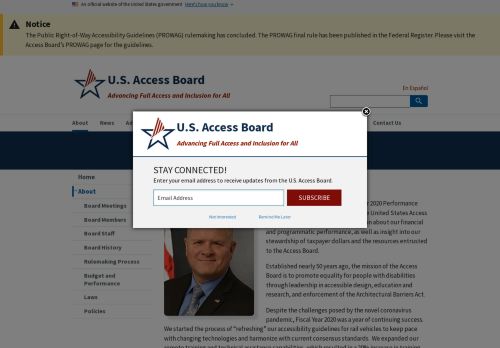 An official website of the United States government Here's how you know
Notice
The Public Right-of-Way Accessibility Guidelines (PROWAG) rulemaking has concluded. The PROWAG final rule has been published in the Federal Register. Please visit the
Access Board's PROWAG page for the guidelines.
U.S. Access Board
Advancing Full Access and Inclusion for All
En Español
About News Contact Us
U.S. Access Board
Advancing Full Access and Inclusion for All
STAY CONNECTED!
Enter your email address to receive updates from the U.S. Access Board.
Email Address SUBSCRIBE
Not Interested Remind Me Later
Home
About
Board Meetings
Board Members
Board Staff
Board History
Rulemaking Process
Budget and
Performance
Laws
Policies
2020 Performance
United States Access
about our financial
and programmatic performance, as well as insight into our
stewardship of taxpayer dollars and the resources entrusted
to the Access Board.
Established nearly 50 years ago, the mission of the Access
Board is to promote equality for people with disabilities
through leadership in accessible design, education and
research, and enforcement of the Architectural Barriers Act.
Despite the challenges posed by the novel coronavirus
pandemic, Fiscal Year 2020 was a year of continuing success.
We started the process of "refreshing" our accessibility guidelines for rail vehicles to keep pace
with changing technologies and harmonize with current consensus standards. We expanded our